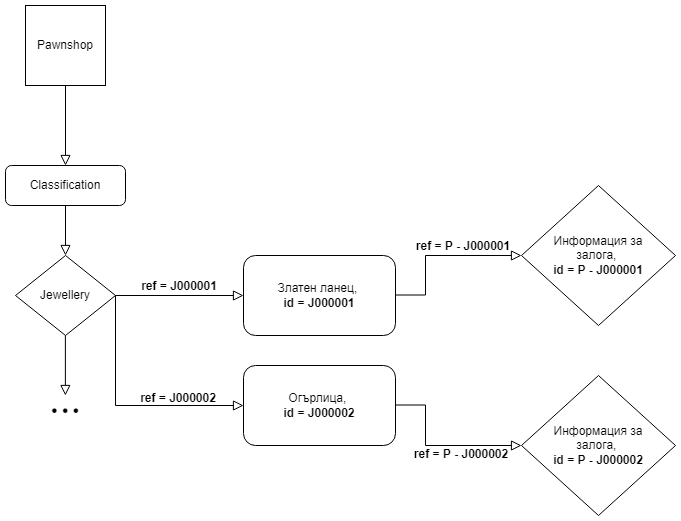 Pawnshop
Classification
Jewellery
• • •
ref = J000001
Златен ланец,
id = J000001
ref = P - J000001
Информация за
залога,
id = P - J000001
ref = J000002
Огърлица,
id = J000002
ref = P - J000002
Информация за
залога,
id = P - J000002